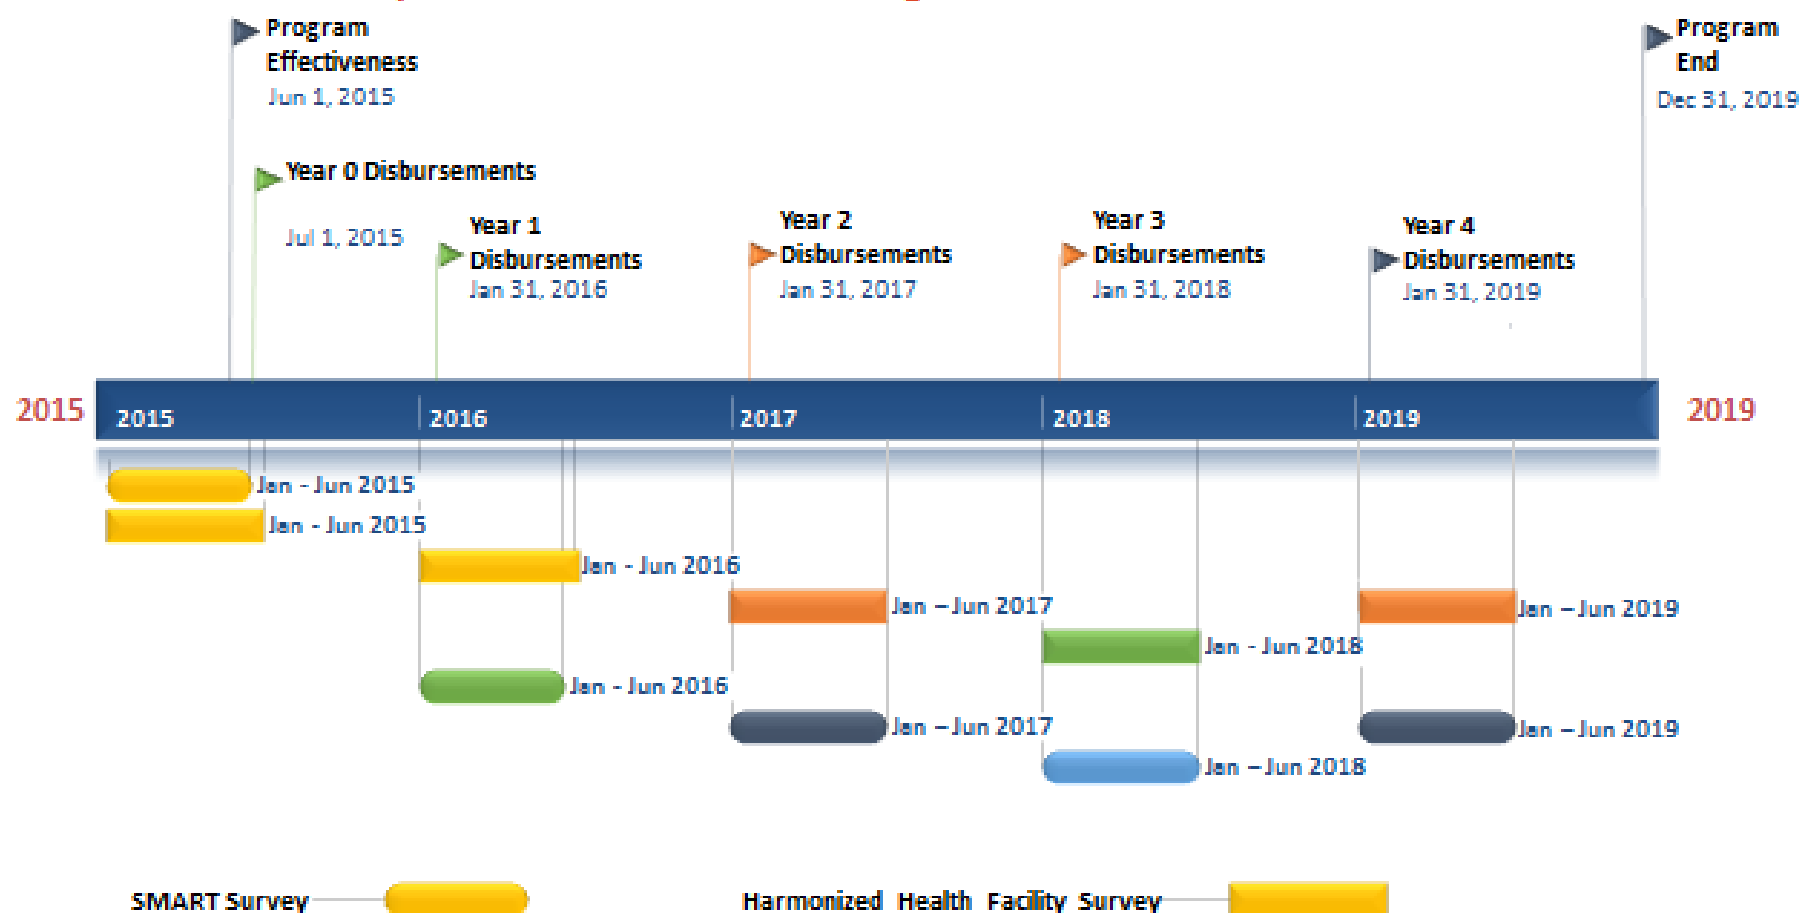 Program
Effectiveness
Jun 1, 2015
Program
End
Dec 31, 2019
Year 0 Disbursements
Jul 1, 2015
Year 1
Disbursements
Jan 31, 2016
Year 2
Disbursements
Jan 31, 2017
Year 3
Disbursements
Jan 31, 2018
Year 4
Disbursements
Jan 31, 2019
2015
2015
2016
2017
2018
2019
2019
Jan - Jun 2015
Jan - Jun 2015
Jan - Jun 2016
Jan – Jun 2017
Jan – Jun 2019
Jan - Jun 2018
Jan - Jun 2016
Jan – Jun 2017
Jan – Jun 2019
Jan – Jun 2018
SMART Survey
Harmonized Health Facility Survey